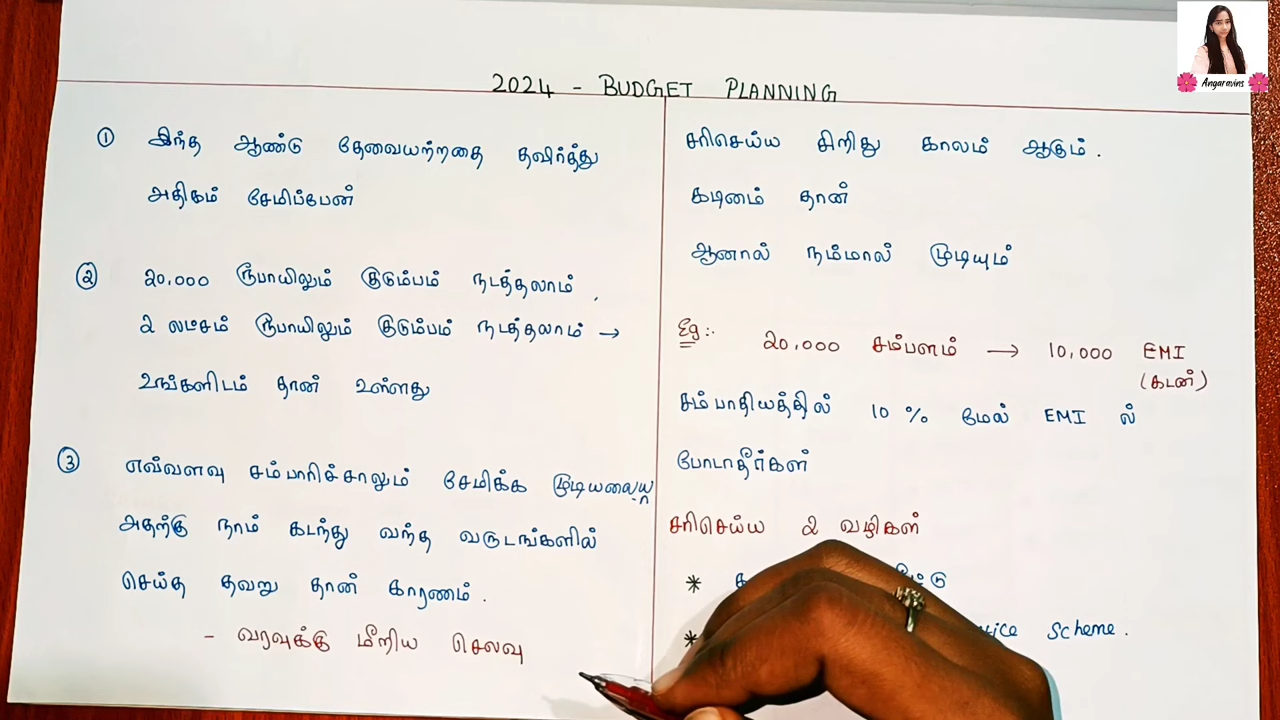 2024 - BUDGET PLANNING
① இந்த ஆண்டு தேவையற்றதை தவிர்த்து
அதிகம் சேமிப்பேன்
② 20,000 ரூபாயிலும் குடும்பம் நடத்தலாம்,
2 லட்சம் ரூபாயிலும் குடும்பம் நடத்தலாம் →
உங்களிடம் தான் உள்ளது
③ எவ்வளவு சம்பாரிச்சாலும் சேமிக்க முடியலையா
அதற்கு நாம் கடந்து வந்த வருடங்களில்
செய்த தவறு தான் காரணம்.
- வரவுக்கு மீறிய செலவு
சரிசெய்ய சிறிது காலம் ஆகும்.
கடினம் தான்
ஆனால் நம்மால் முடியும்
Eg:- 20,000 சம்பளம் → 10,000 EMI
(கடன்)
சம்பாதியத்தில் 10 % மேல் EMI ல்
போடாதீர்கள்
சரிசெய்ய 2 வழிகள்
*
* Scheme.
Angaravins